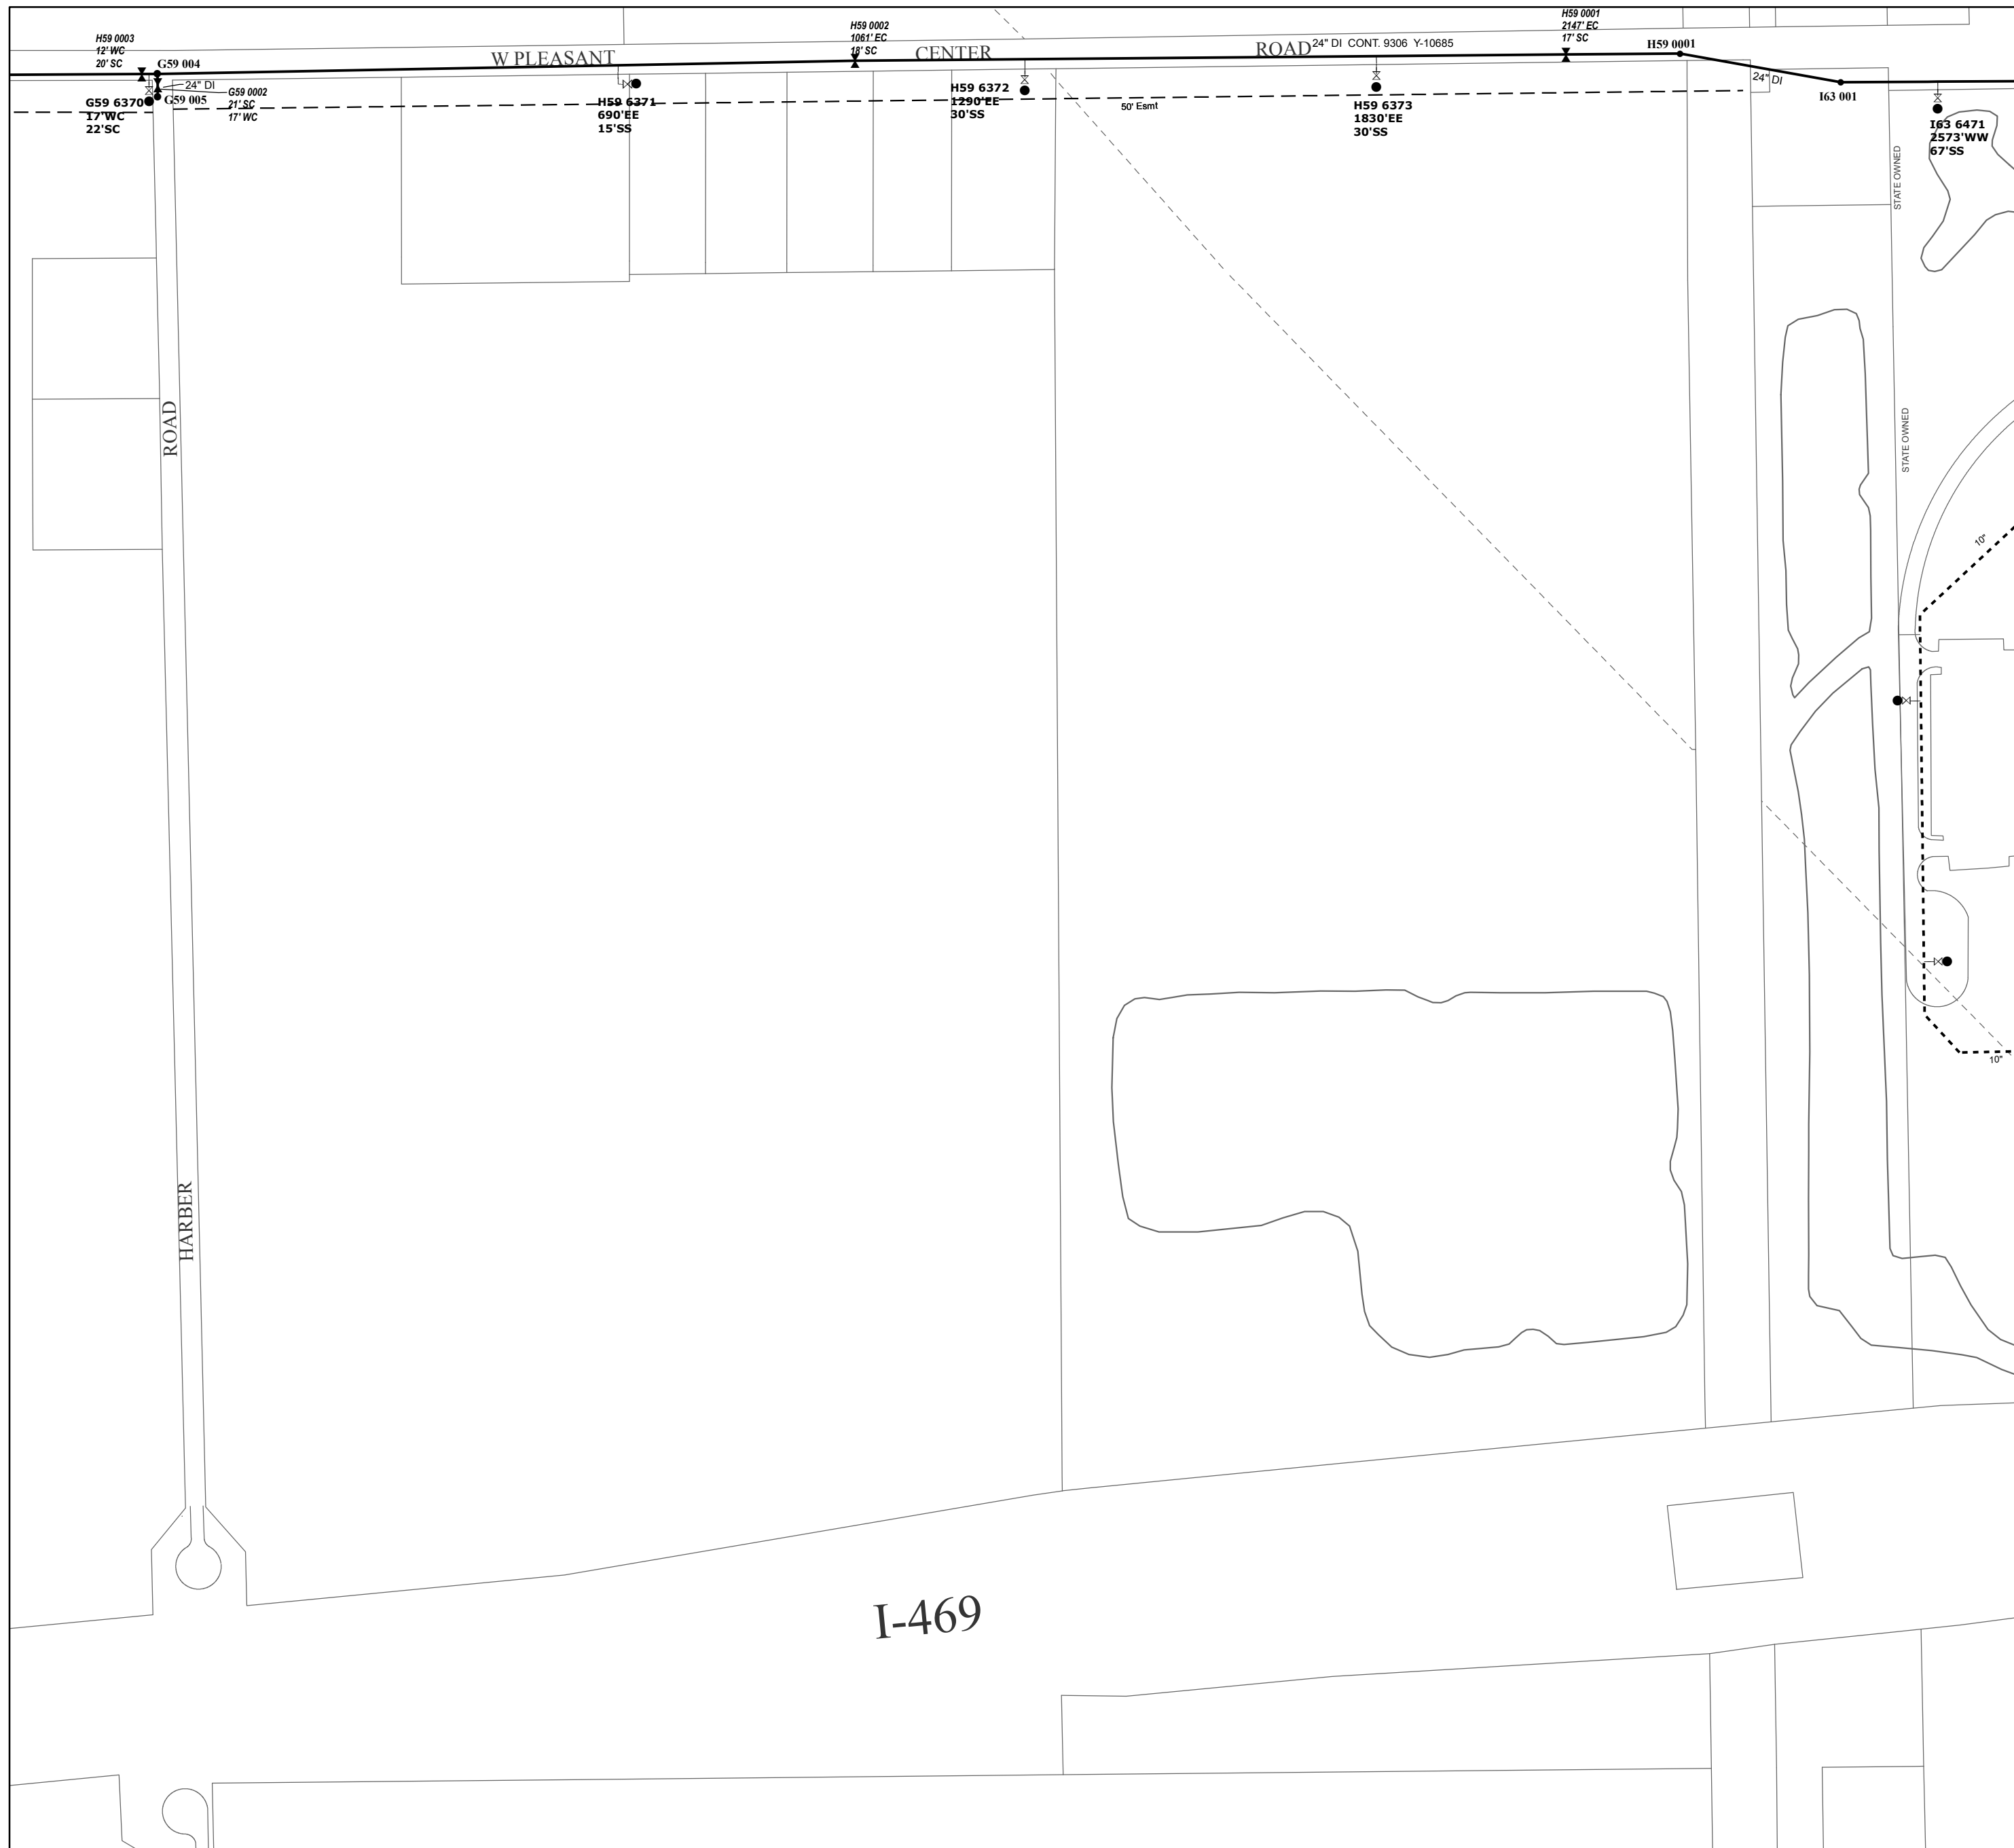 H59 0003
12' WC
20' SC
G59 004
24" DI
G59 005
G59 0002
21' SC
17' WC
G59 6370
17'WC
22'SC
W PLEASANT
H59 6371
690'EE
15'SS
H59 0002
1061' EC
18' SC
CENTER
H59 6372
1290'EE
30'SS
50' Esmt
ROAD
24" DI CONT. 9306 Y-10685
H59 6373
1830'EE
30'SS
H59 0001
2147' EC
17' SC
H59 0001
24" DI
I63 001
I63 6471
2573'WW
67'SS
STATE OWNED
STATE OWNED
ROAD
10"
10"
HARBER
I-469